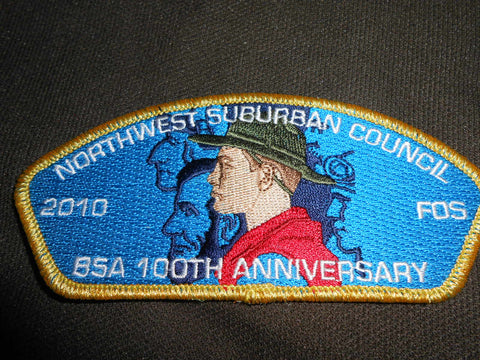 NORTHWEST SUBURBAN COUNCIL
2010 FOS
BSA 100TH ANNIVERSARY